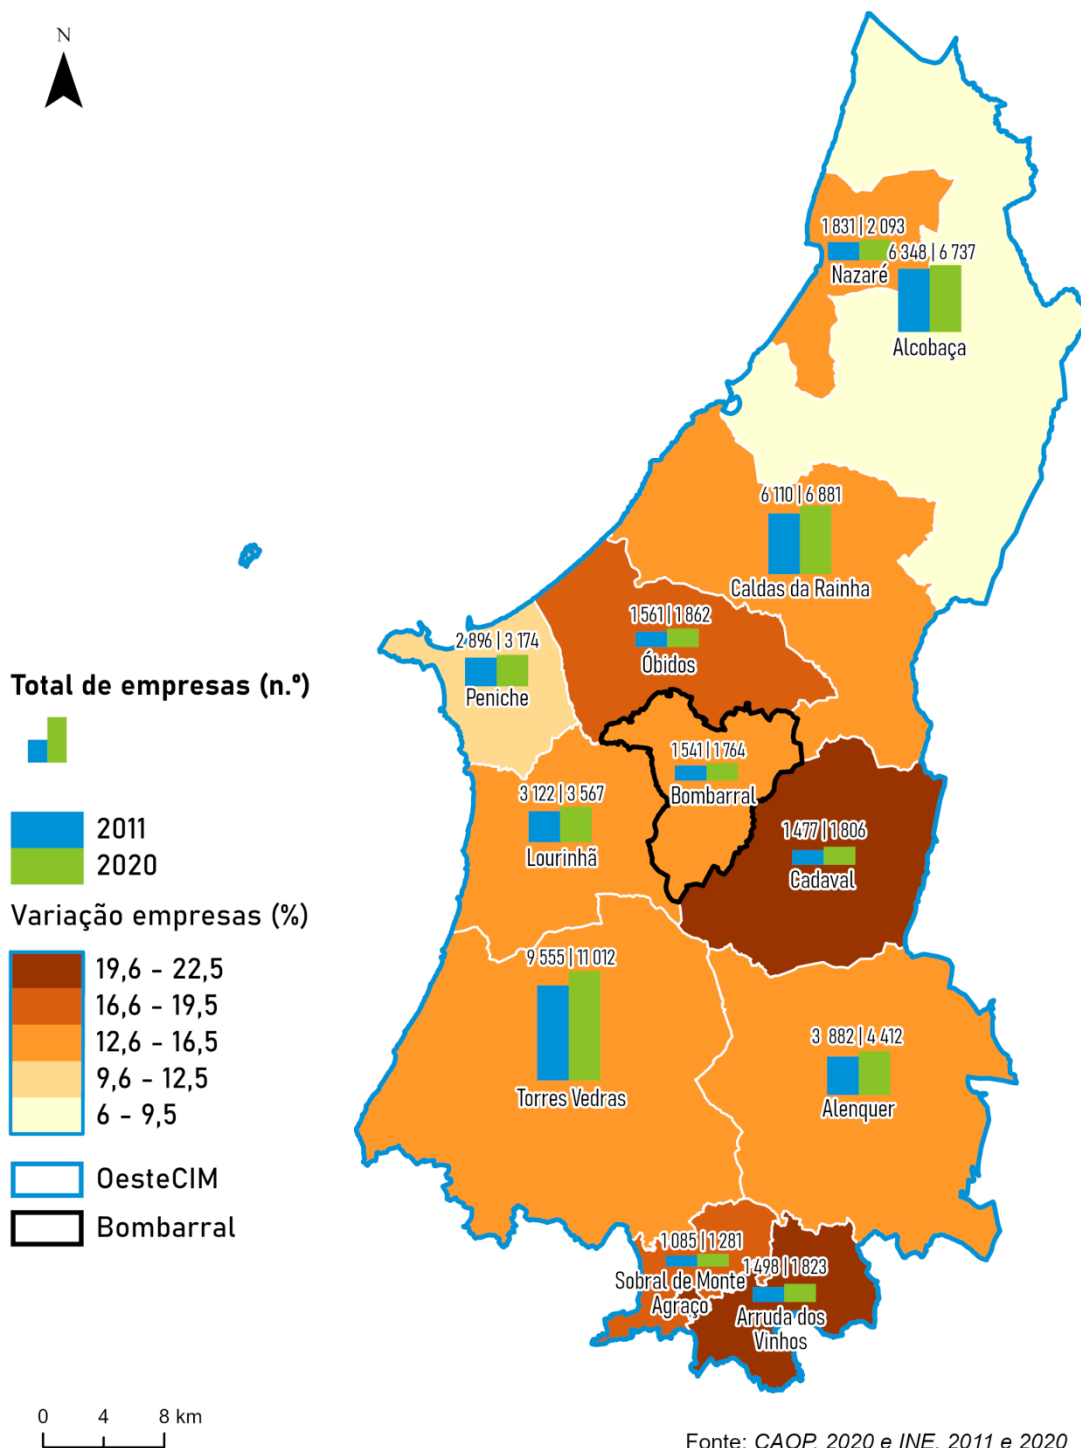 N
1 831 | 2 093
6 348 | 6 737
Nazaré
Alcobaça
6 110 | 6 881
Caldas da Rainha
1 561 | 1 862
Óbidos
2 896 | 3 174
Peniche
Total de empresas (n.º)
1 541 | 1 764
Bombarral
3 122 | 3 567
Lourinhã
1 477 | 1 806
Cadaval
2011
2020
Variação empresas (%)
19,6 - 22,5
16,6 - 19,5
12,6 - 16,5
9,6 - 12,5
6 - 9,5
9 555 | 11 012
Torres Vedras
3 882 | 4 412
Alenquer
OesteCIM
Bombarral
1 085 | 1 281
Sobral de Monte
Agraço
1 498 | 1 823
Arruda dos
Vinhos
0 4 8 km
Fonte: CAOP, 2020 e INE, 2011 e 2020